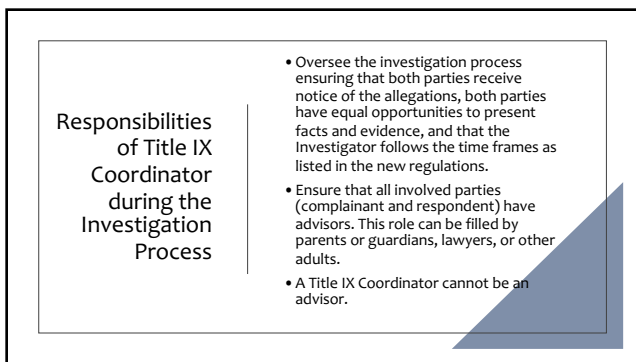 Responsibilities
of Title IX
Coordinator
during the
Investigation
Process
• Oversee the investigation process
ensuring that both parties receive
notice of the allegations, both parties
have equal opportunities to present
facts and evidence, and that the
Investigator follows the time frames as
listed in the new regulations.
• Ensure that all involved parties
(complainant and respondent) have
advisors. This role can be filled by
parents or guardians, lawyers, or other
adults.
• A Title IX Coordinator cannot be an
advisor.